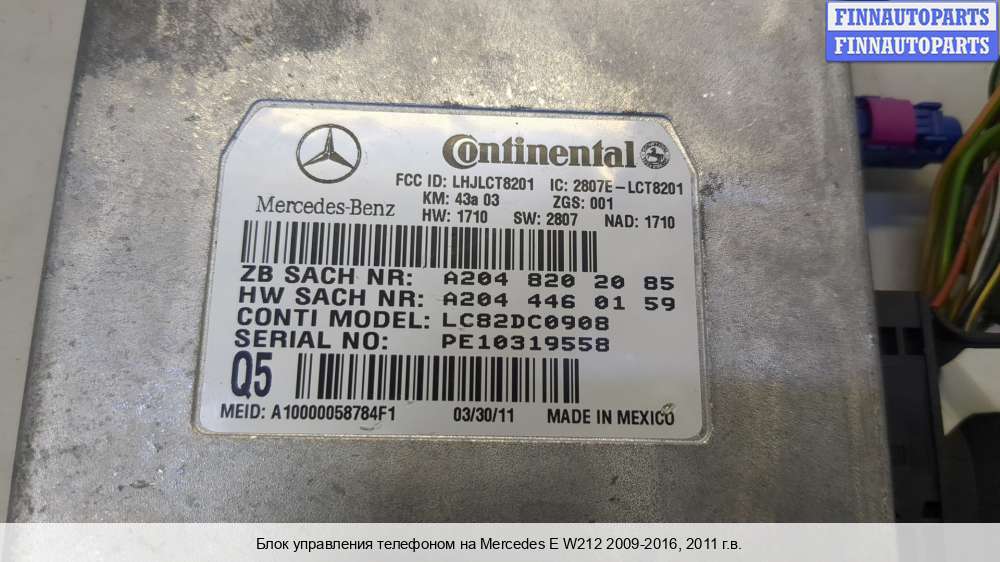 FINNAUTOPARTS
FINNAUTOPARTS
Continental
FCC ID: LHJLCT8201 IC: 2807E-LCT8201
Mercedes-Benz
KM: 43a 03 ZGS: 001
HW: 1710 SW: 2807 NAD: 1710
ZB SACH NR: A204 820 20 85
HW SACH NR: A204 446 01 59
CONTI MODEL: LC82DC0908
SERIAL NO: PE10319558
Q5
MEID: A10000058784F1 03/30/11 MADE IN MEXICO
Блок управления телефоном на Mercedes E W212 2009-2016, 2011 г.в.